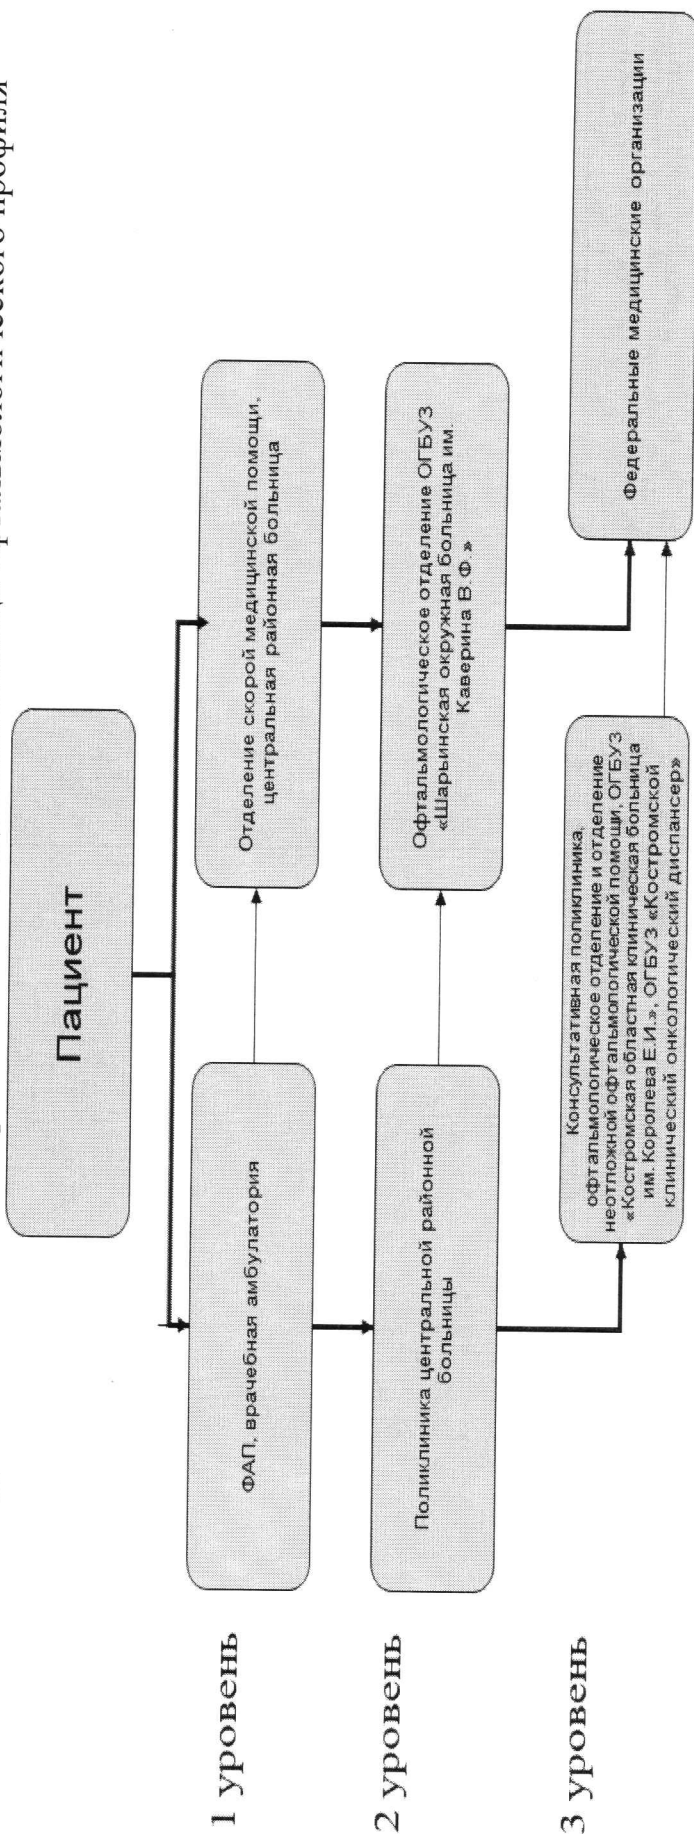 офтальмологического профиля
Пациент
1 уровень
ФАП, врачебная амбулатория
Отделение скорой медицинской помощи,
центральная районная больница
2 уровень
Поликлиника центральной районной
больницы
Офтальмологическое отделение ОГБУЗ
«Шарьинская окружная больница им.
Каверина В.Ф.»
3 уровень
Консультативная поликлиника,
офтальмологическое отделение и отделение
неотложной офтальмологической помощи, ОГБУЗ
«Костромская областная клиническая больница
им. Королева Е.И.», ОГБУЗ «Костромской
клинический онкологический диспансер»
Федеральные медицинские организации